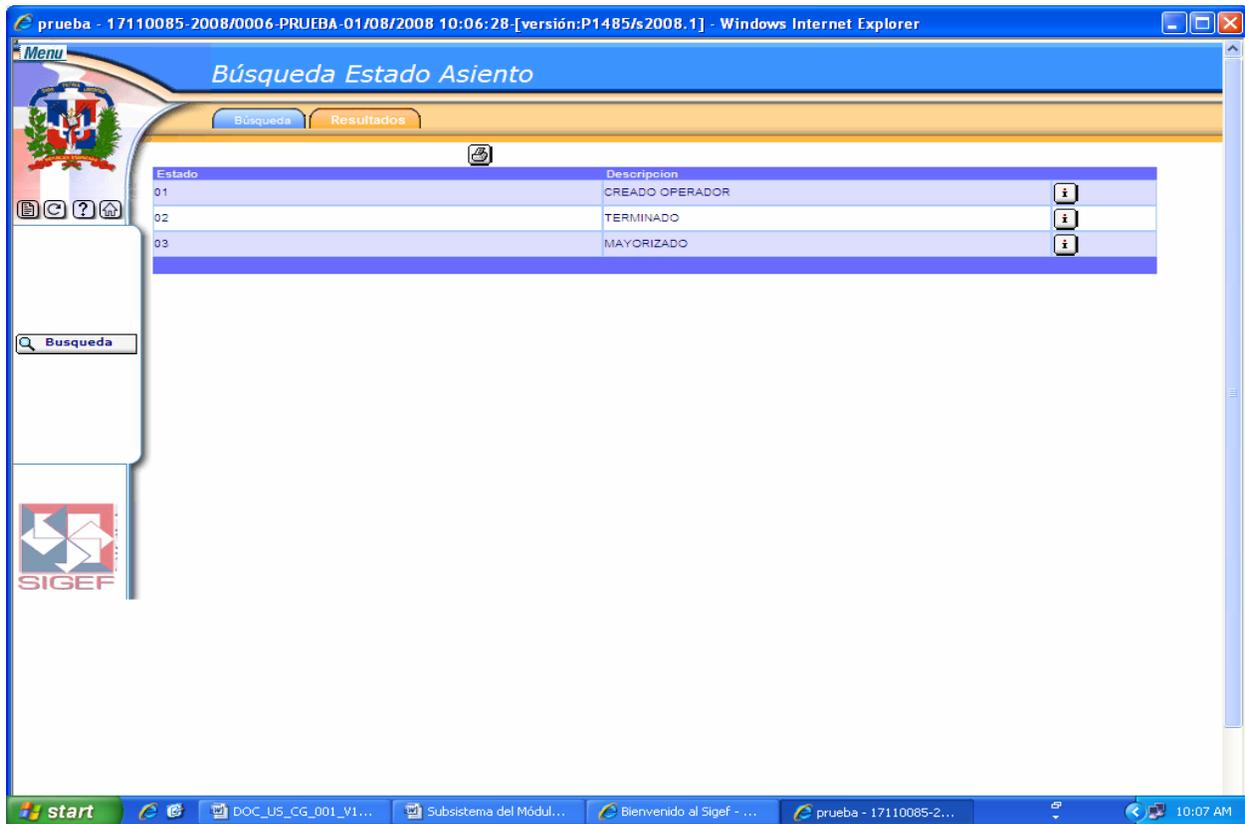 prueba - 17110085-2008/0006-PRUEBA-01/08/2008 10:06:28-[versión:P1485/s2008.1] - Windows Internet Explorer
Menu
Búsqueda Estado Asiento
Búsqueda Resultados
Estado Descripcion
01 CREADO OPERADOR i
02 TERMINADO i
03 MAYORIZADO i
Busqueda
SIGEF
start DOC_US_CG_001_V1... Subsistema del Módul... Bienvenido al Sigef - ... prueba - 17110085-2... 10:07 AM